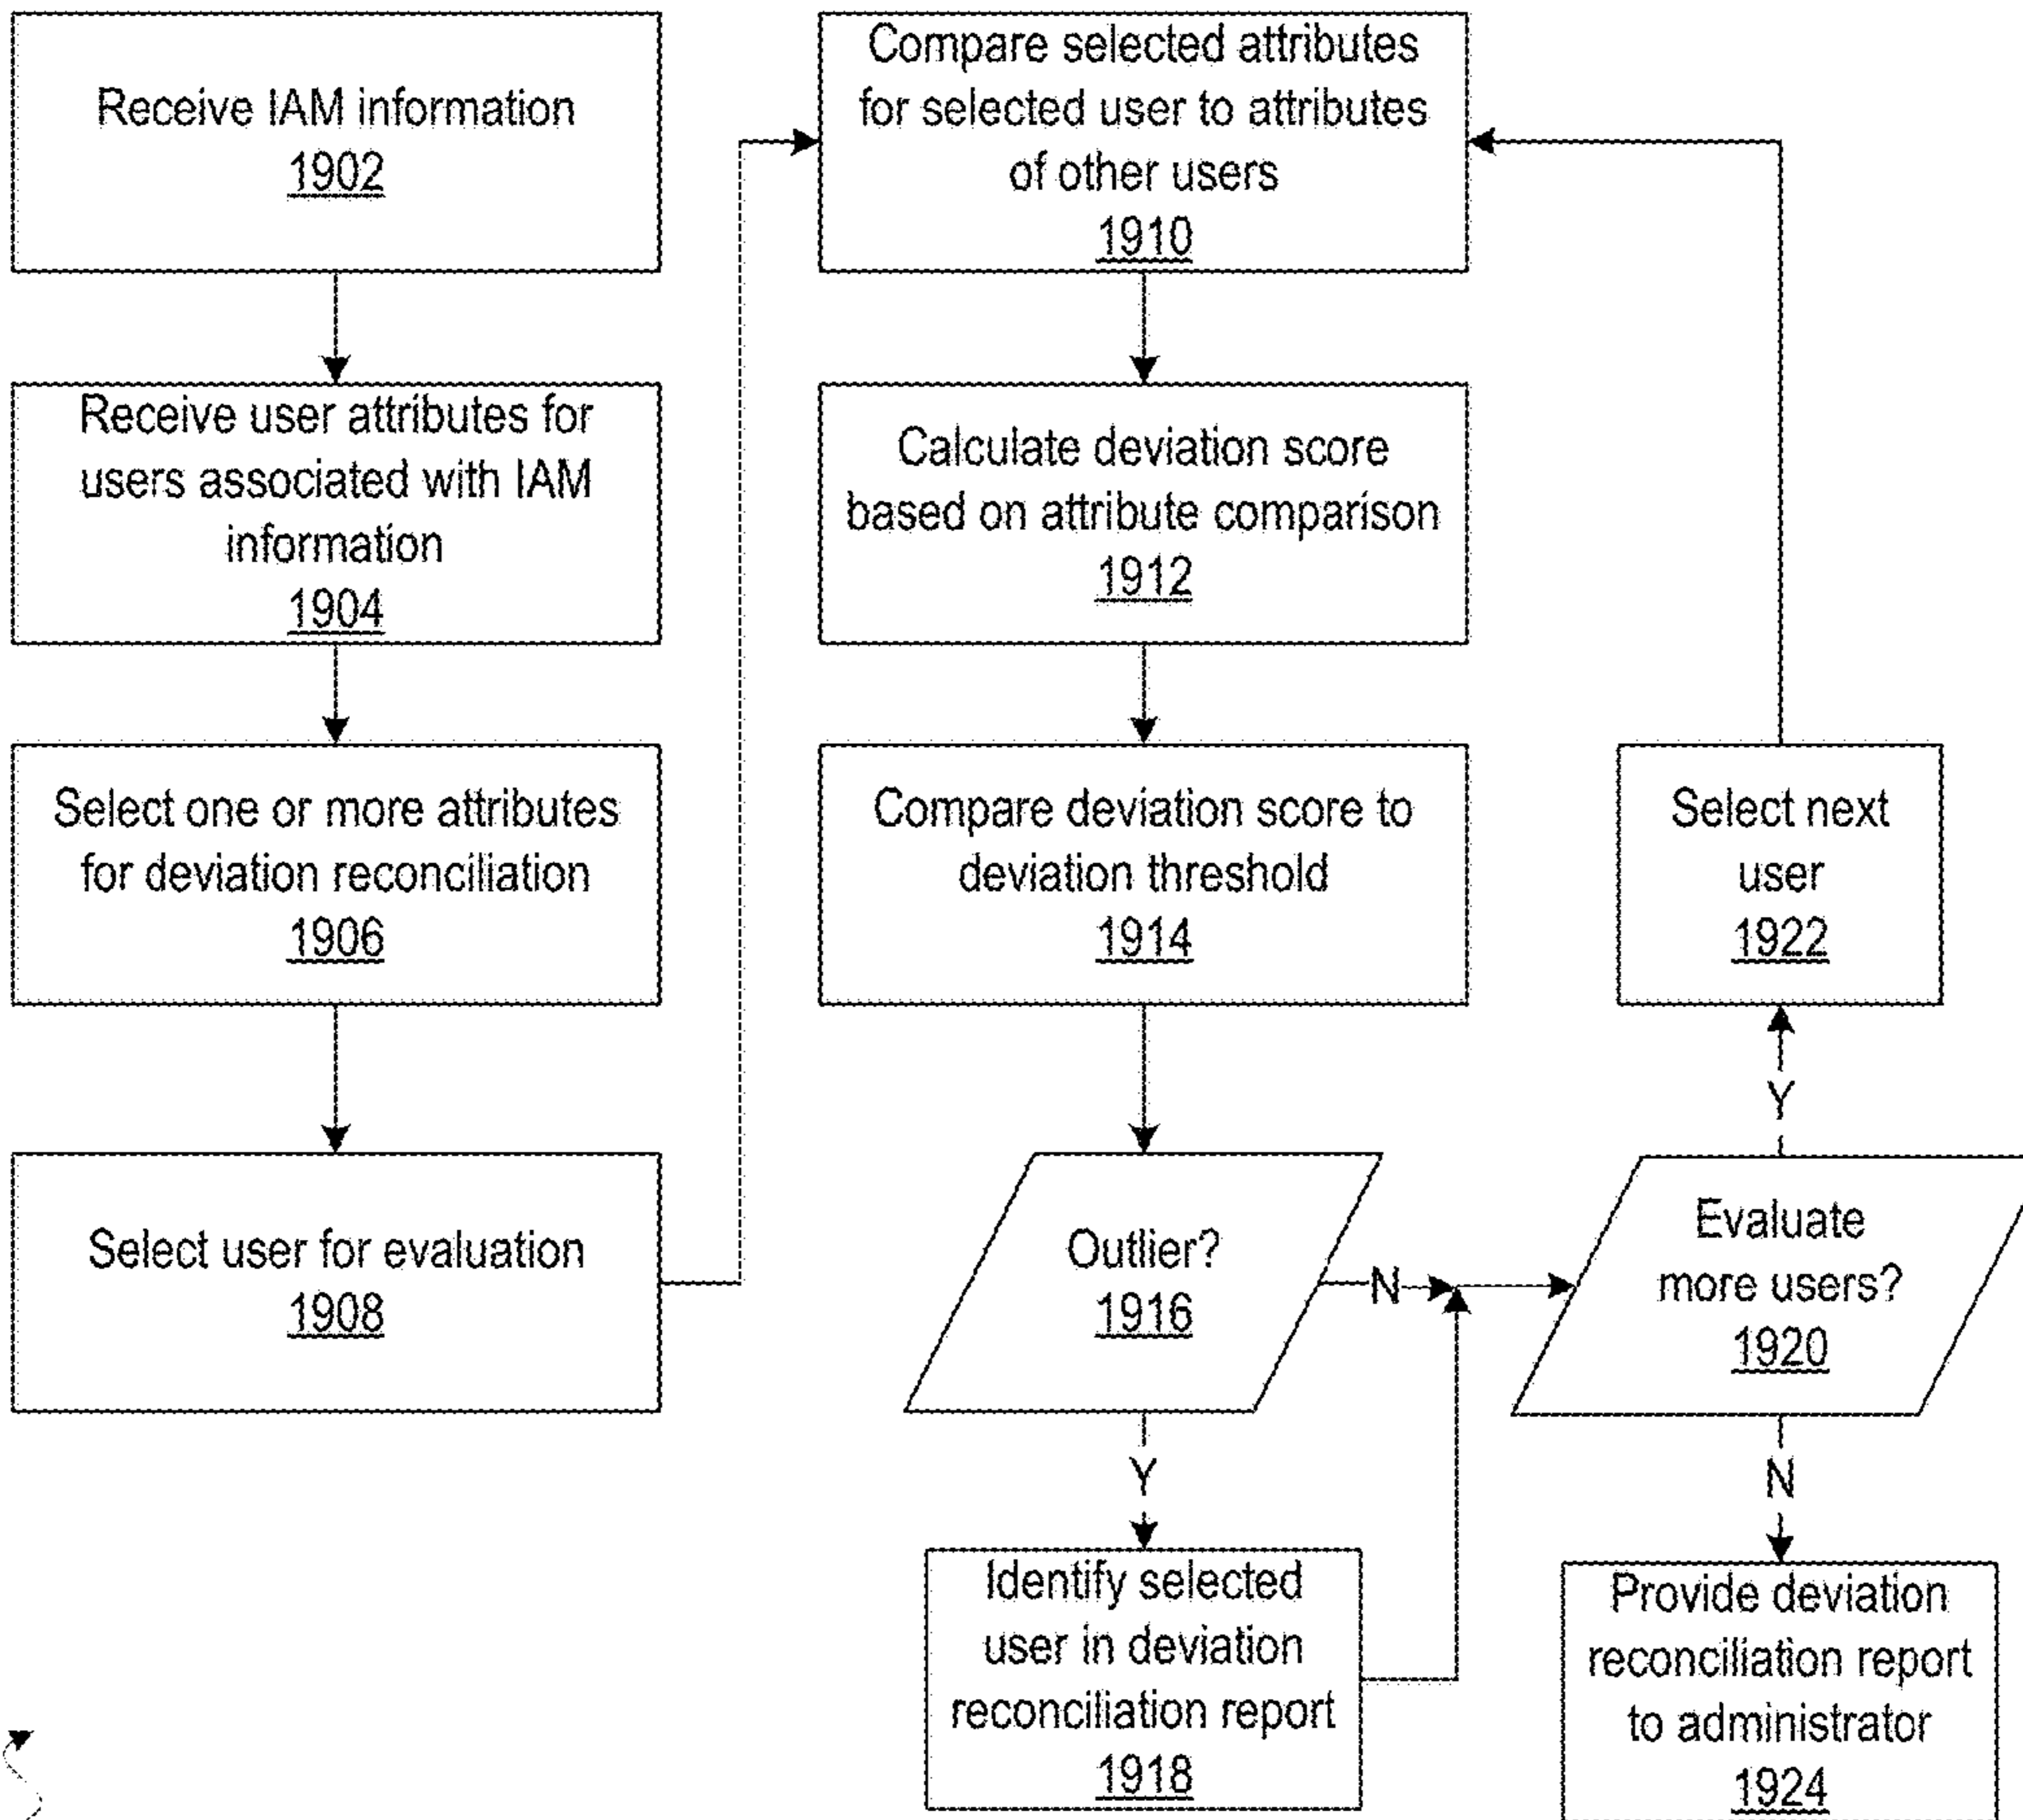 Receive IAM information
1902
Receive user attributes for
users associated with IAM
information
1904
Select one or more attributes
for deviation reconciliation
1906
Select user for evaluation
1908
Compare selected attributes
for selected user to attributes
of other users
1910
Calculate deviation score
based on attribute comparison
1912
Compare deviation score to
deviation threshold
1914
Outlier?
1916
N
Y
Identify selected
user in deviation
reconciliation report
1918
Select next
user
1922
Y
Evaluate
more users?
1920
N
Provide deviation
reconciliation report
to administrator
1924